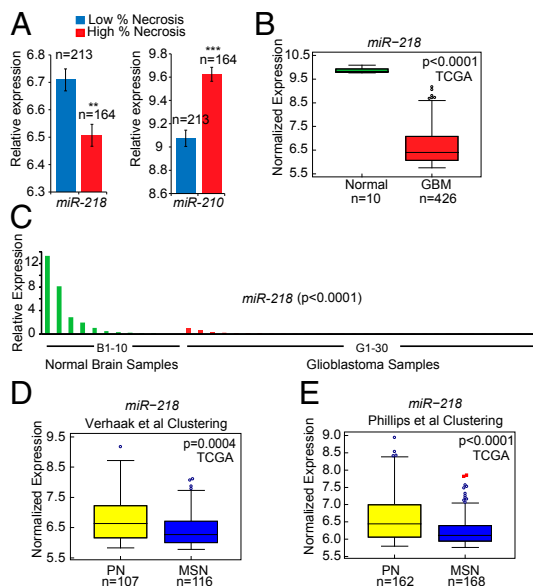 A
Low % Necrosis
High % Necrosis
Relative expression
6.8
6.7
6.6
6.5
6.4
6.3
n=213
**
n=164
miR-218
Relative expression
9.8
9.6
9.4
9.2
9
8.8
8.6
***
n=164
n=213
miR-210
B
miR−218
Normalized Expression
10.5
9.5
8.5
7.5
6.5
5.5
p<0.0001
TCGA
Normal
n=10
GBM
n=426
C
Relative Expression
12
8
4
0
miR-218 (p<0.0001)
B1-10
G1-30
Normal Brain Samples
Glioblastoma Samples
D
miR-218
Verhaak et al Clustering
Normalized Expression
9.5
8.5
7.5
6.5
5.5
p=0.0004
TCGA
PN
n=107
MSN
n=116
E
miR-218
Phillips et al Clustering
Normalized Expression
9.0
8.5
8.0
7.5
7.0
6.5
6.0
5.5
p<0.0001
TCGA
PN
n=162
MSN
n=168